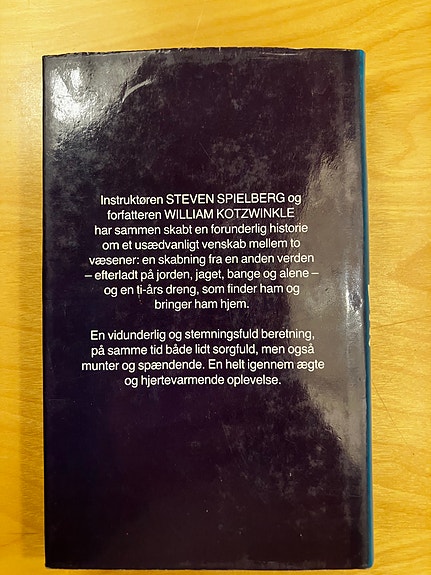 Instruktøren STEVEN SPIELBERG og
forfatteren WILLIAM KOTZWINKLE
har sammen skabt en forunderlig historie
om et usædvanligt venskab mellem to
væsener: en skabning fra en anden verden
– efterladt på jorden, jaget, bange og alene –
og en ti-års dreng, som finder ham og
bringer ham hjem.
En vidunderlig og stemningsfuld beretning,
på samme tid både lidt sorgfuld, men også
munter og spændende. En helt igennem ægte
og hjertevarmende oplevelse.